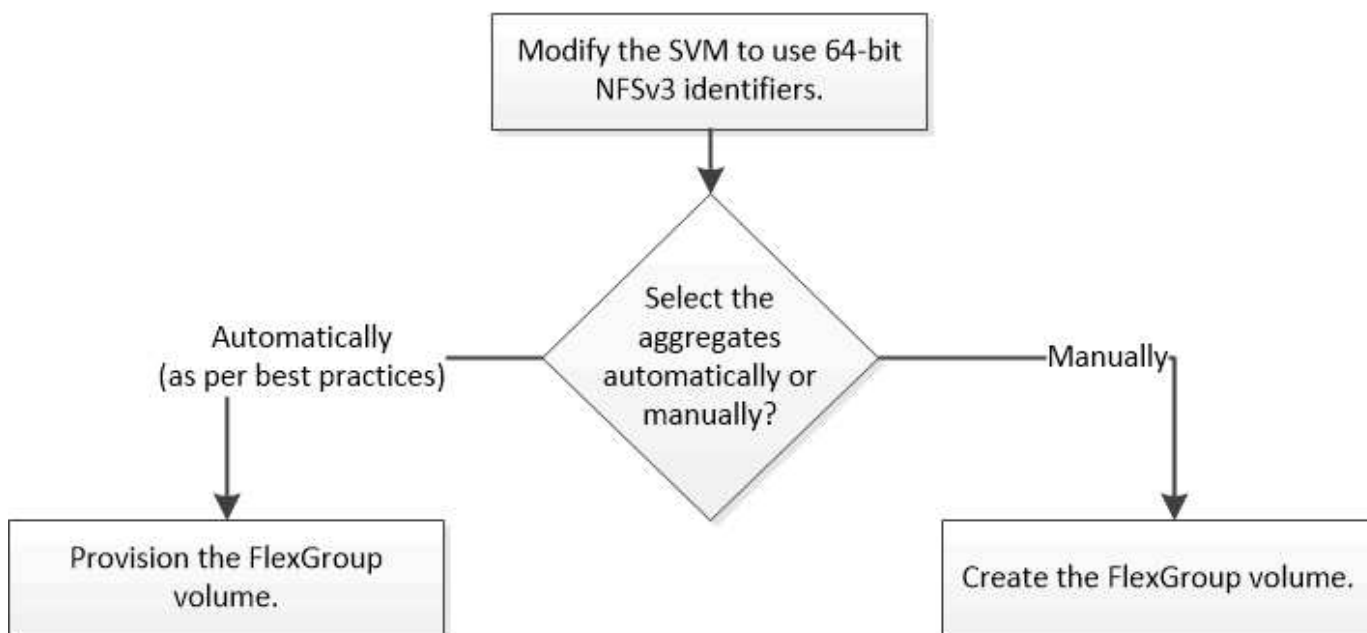 Modify the SVM to use 64-bit
NFSv3 identifiers.
Select the
aggregates
automatically or
manually?
Automatically
(as per best practices)
Manually
Provision the FlexGroup
volume.
Create the FlexGroup volume.